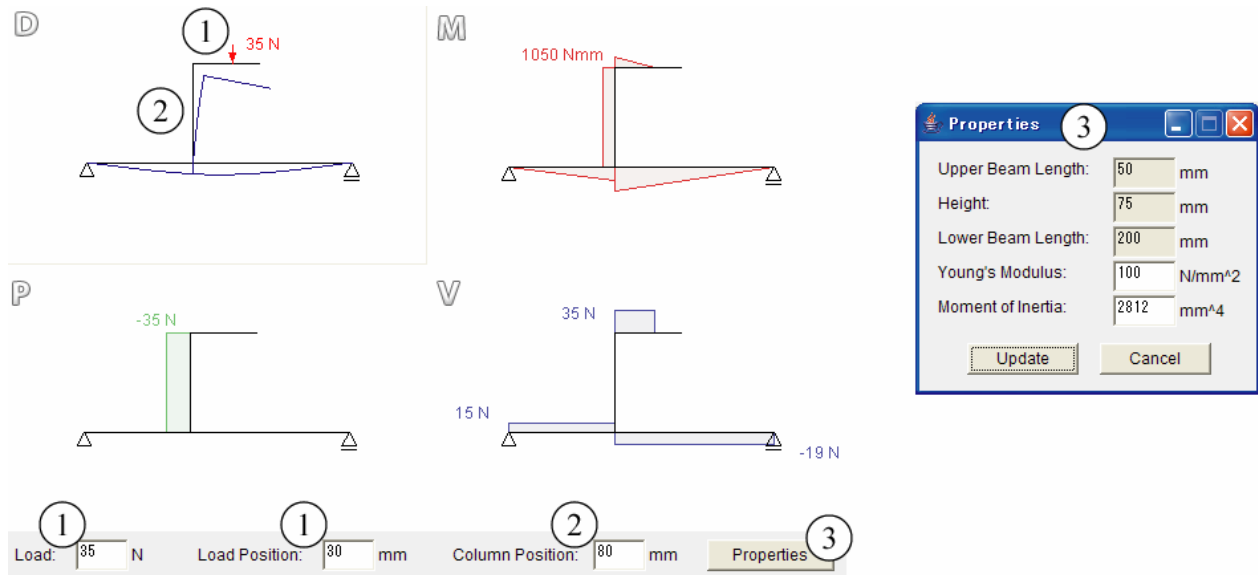 D
1
35 N
2
M
1050 Nmm
P
-35 N
V
35 N
15 N
-19 N
1
Load: 35 N
1
Load Position: 30 mm
2
Column Position: 80 mm
3
Properties
Properties
3
Upper Beam Length: 50 mm
Height: 75 mm
Lower Beam Length: 200 mm
Young's Modulus: 100 N/mm^2
Moment of Inertia: 2812 mm^4
Update
Cancel